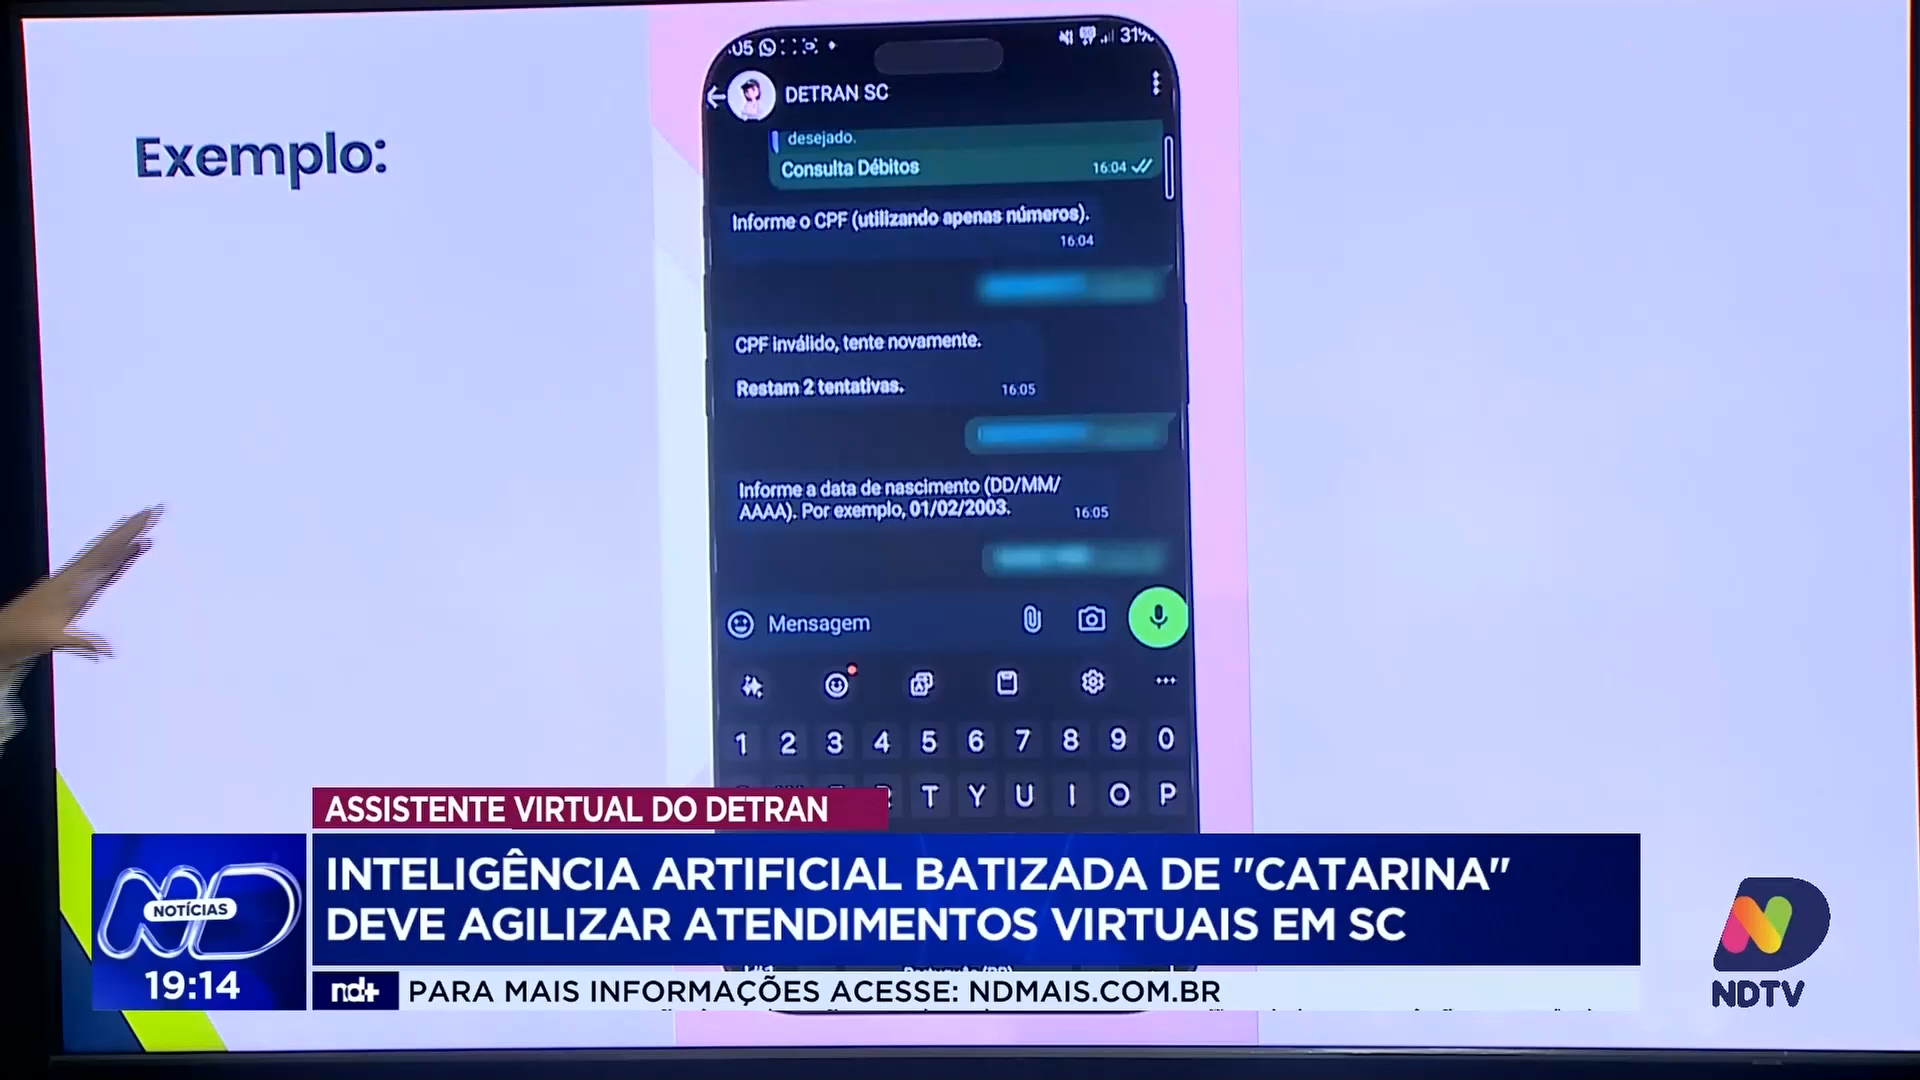 Exemplo:
:05
31%
DETRAN SC
desejado.
Consulta Débitos
16:04
Informe o CPF (utilizando apenas números).
16:04
CPF inválido, tente novamente.
Restam 2 tentativas.
16:05
Informe a data de nascimento (DD/MM/
AAAA). Por exemplo, 01/02/2003.
16:05
Mensagem
1 2 3 4 5 6 7 8 9 0
T Y U I O P
ASSISTENTE VIRTUAL DO DETRAN
INTELIGÊNCIA ARTIFICIAL BATIZADA DE "CATARINA"
DEVE AGILIZAR ATENDIMENTOS VIRTUAIS EM SC
ND
NOTÍCIAS
19:14
nd+
PARA MAIS INFORMAÇÕES ACESSE: NDMAIS.COM.BR
NDTV